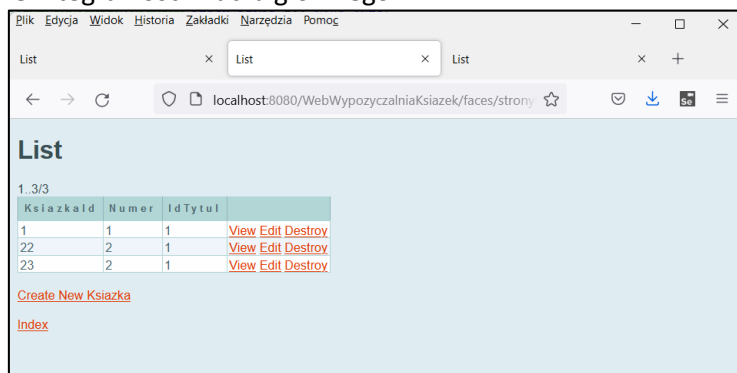 Plik Edycja Widok Historia Zakładki Narzędzia Pomoc
List List List
localhost:8080/WebWypozyczalniaKsiazek/faces/strony
List
1..3/3
KsiazkaId Numer IdTytul
1 1 1 View Edit Destroy
22 2 1 View Edit Destroy
23 2 1 View Edit Destroy
Create New Ksiazka
Index